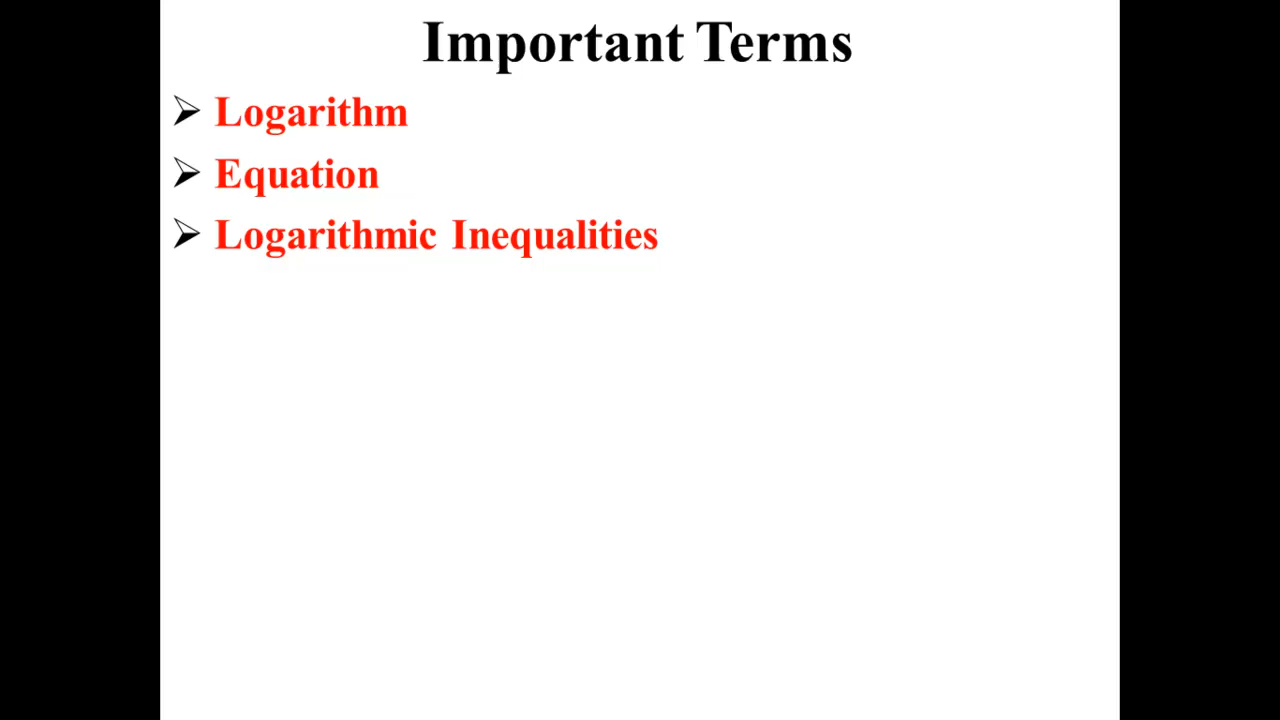 Important Terms
➢ Logarithm
➢ Equation
➢ Logarithmic Inequalities